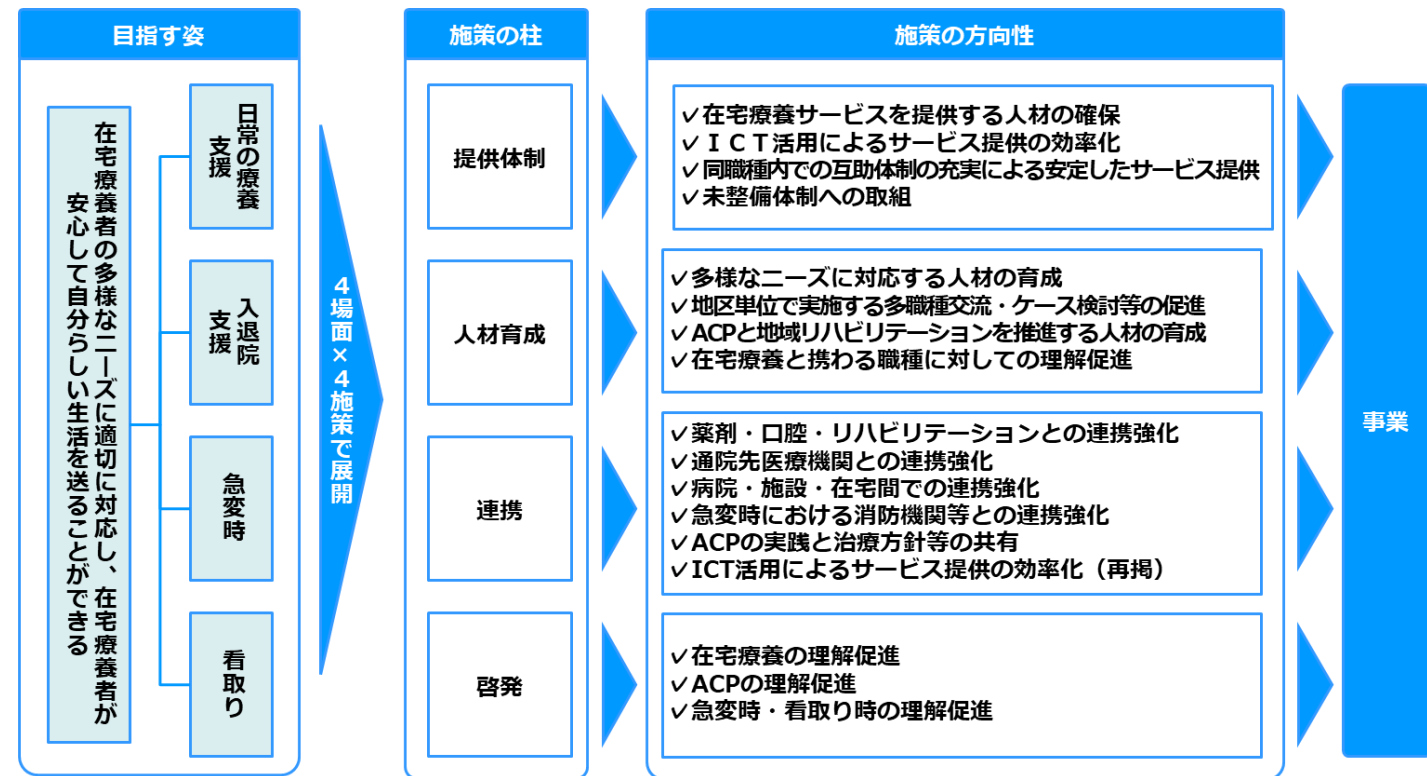 目指す姿
施策の柱
施策の方向性
在宅療養者の多様なニーズに適切に対応し、在宅療養者が
安心して自分らしい生活を送ることができる
日常の療養
支援
入退院
支援
急変時
看取り
4場面×4施策で展開
提供体制
✓在宅療養サービスを提供する人材の確保
✓ＩＣＴ活用によるサービス提供の効率化
✓同職種内での互助体制の充実による安定したサービス提供
✓未整備体制への取組
人材育成
✓多様なニーズに対応する人材の育成
✓地区単位で実施する多職種交流・ケース検討等の促進
✓ACPと地域リハビリテーションを推進する人材の育成
✓在宅療養と携わる職種に対しての理解促進
連携
✓薬剤・口腔・リハビリテーションとの連携強化
✓通院先医療機関との連携強化
✓病院・施設・在宅間での連携強化
✓急変時における消防機関等との連携強化
✓ACPの実践と治療方針等の共有
✓ICT活用によるサービス提供の効率化（再掲）
啓発
✓在宅療養の理解促進
✓ACPの理解促進
✓急変時・看取り時の理解促進
事業